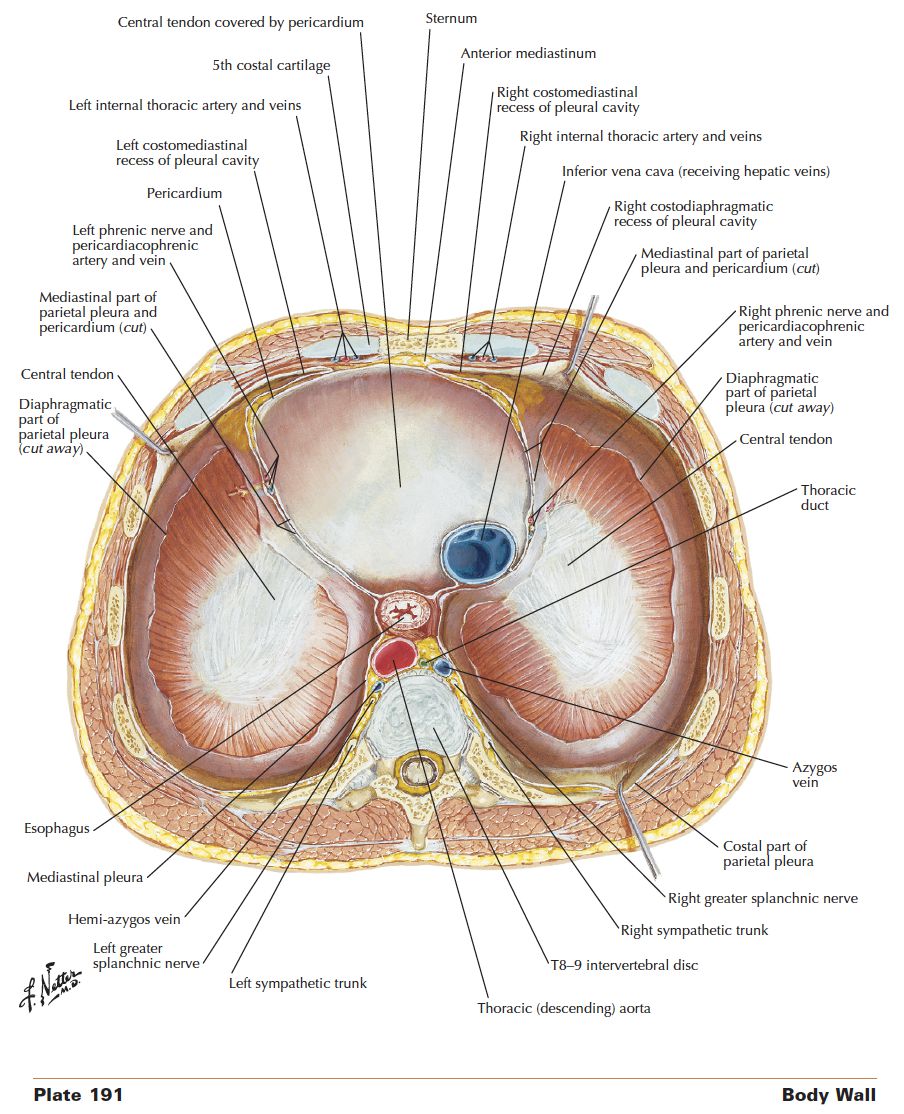 Central tendon covered by pericardium
Sternum
Anterior mediastinum
5th costal cartilage
Right costomediastinal
recess of pleural cavity
Left internal thoracic artery and veins
Right internal thoracic artery and veins
Left costomediastinal
recess of pleural cavity
Inferior vena cava (receiving hepatic veins)
Pericardium
Right costodiaphragmatic
recess of pleural cavity
Left phrenic nerve and
pericardiacophrenic
artery and vein
Mediastinal part of parietal
pleura and pericardium (cut)
Mediastinal part of
parietal pleura and
pericardium (cut)
Right phrenic nerve and
pericardiacophrenic
artery and vein
Central tendon
Diaphragmatic
part of parietal
pleura (cut away)
Diaphragmatic
part of
parietal pleura
(cut away)
Central tendon
Thoracic
duct
Azygos
vein
Esophagus
Costal part of
parietal pleura
Mediastinal pleura
Right greater splanchnic nerve
Hemi-azygos vein
Right sympathetic trunk
Left greater
splanchnic nerve
T8–9 intervertebral disc
Left sympathetic trunk
Thoracic (descending) aorta
F. Netter
M.D.
Plate 191
Body Wall